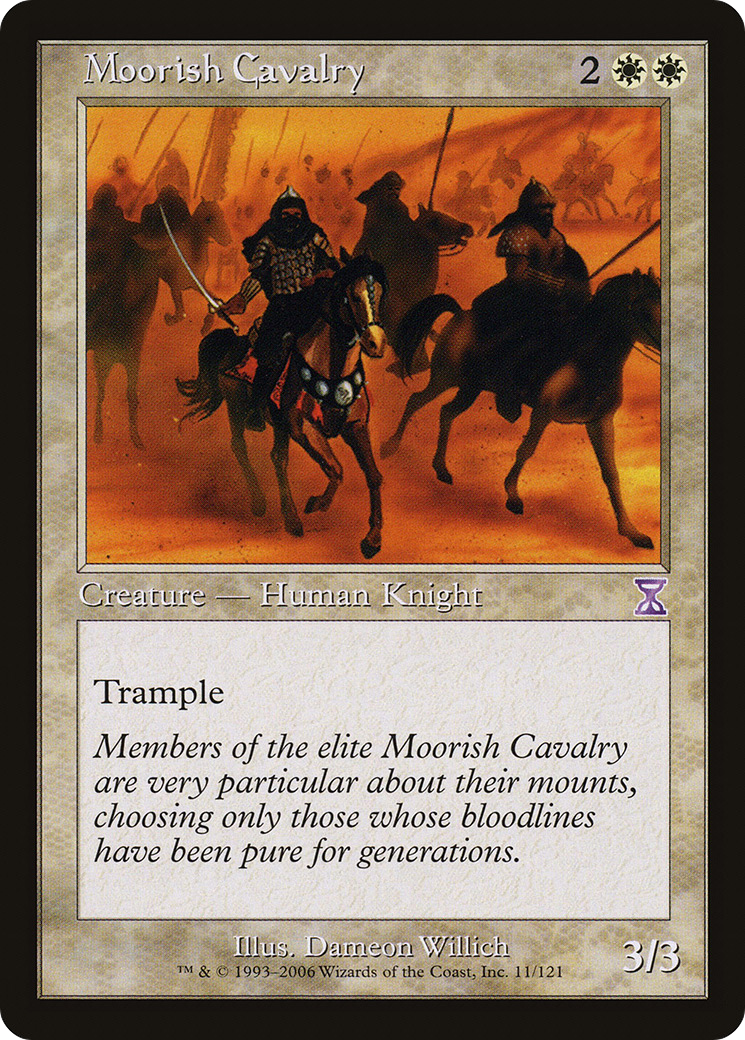 Moorish Cavalry 2
Creature — Human Knight
Trample
Members of the elite Moorish Cavalry
are very particular about their mounts,
choosing only those whose bloodlines
have been pure for generations.
Illus. Dameon Willich
™ & © 1993–2006 Wizards of the Coast, Inc. 11/121
3/3